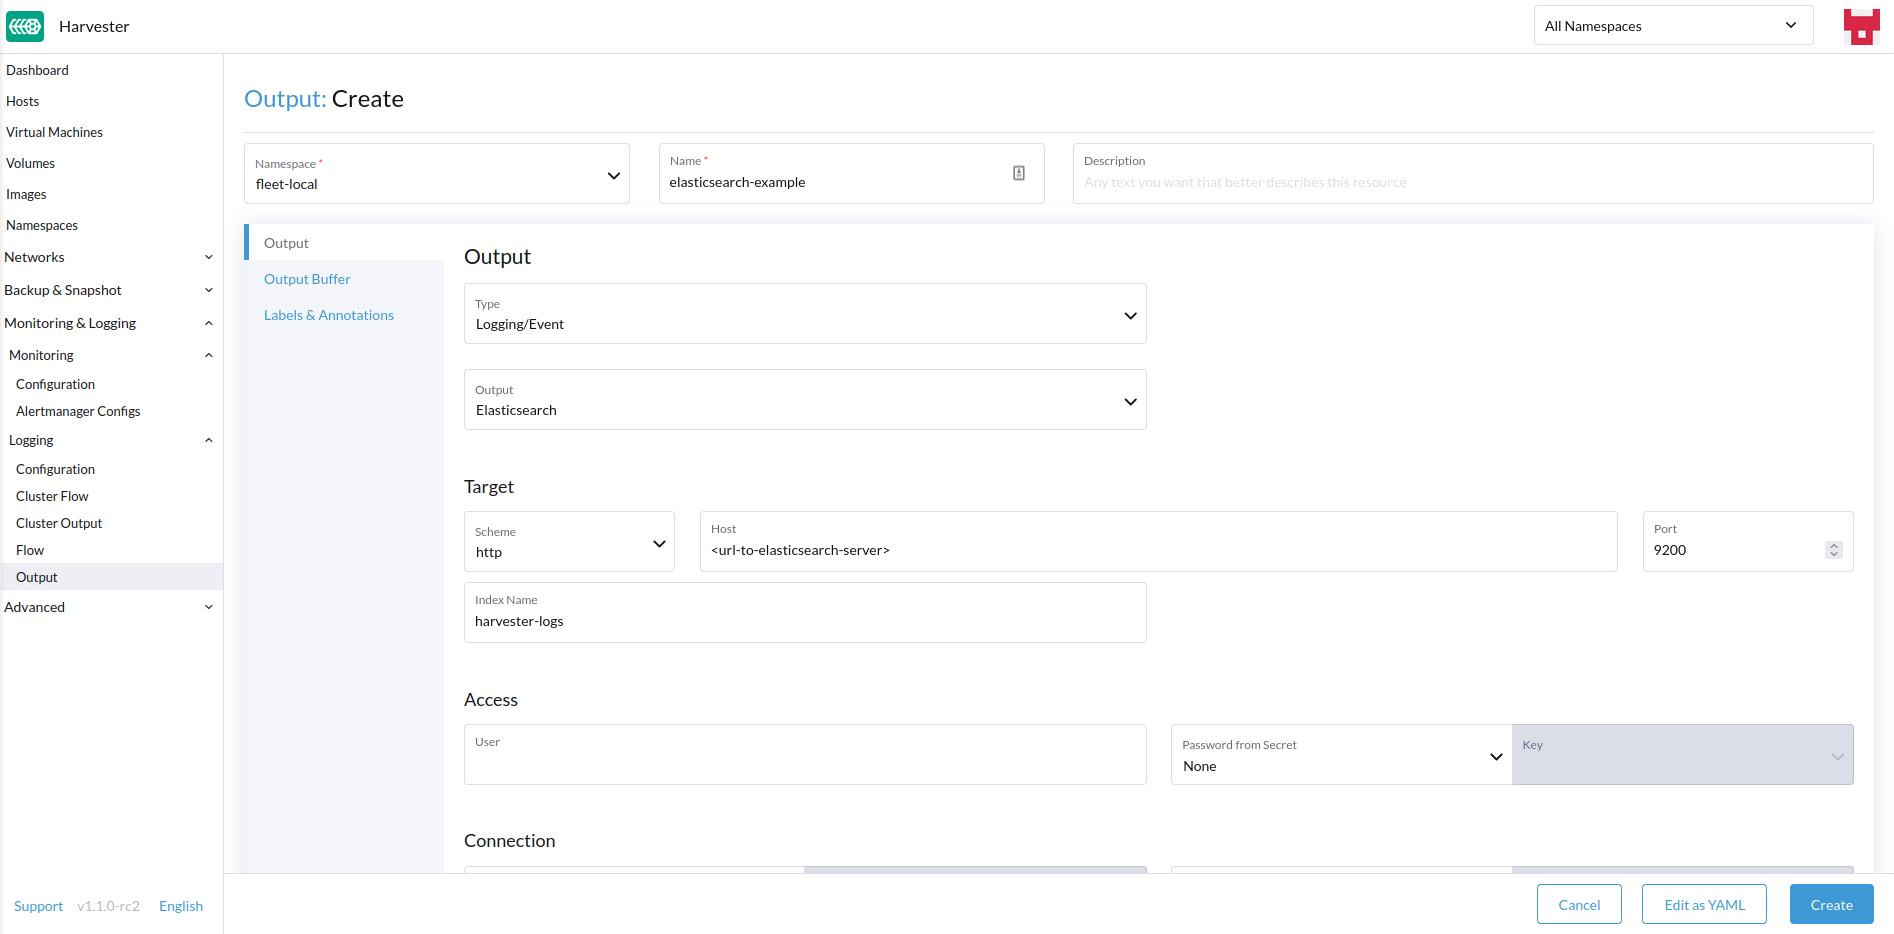 Harvester
All Namespaces
Dashboard
Hosts
Virtual Machines
Volumes
Images
Namespaces
Networks
Backup & Snapshot
Monitoring & Logging
Monitoring
Configuration
Alertmanager Configs
Logging
Configuration
Cluster Flow
Cluster Output
Flow
Output
Advanced
Support v1.1.0-rc2 English
Output: Create
Namespace *
fleet-local
Name *
elasticsearch-example
Description
Any text you want that better describes this resource
Output
Output Buffer
Labels & Annotations
Output
Type
Logging/Event
Output
Elasticsearch
Target
Scheme
http
Host
<url-to-elasticsearch-server>
Port
9200
Index Name
harvester-logs
Access
User
Password from Secret
None
Key
Connection
Cancel
Edit as YAML
Create